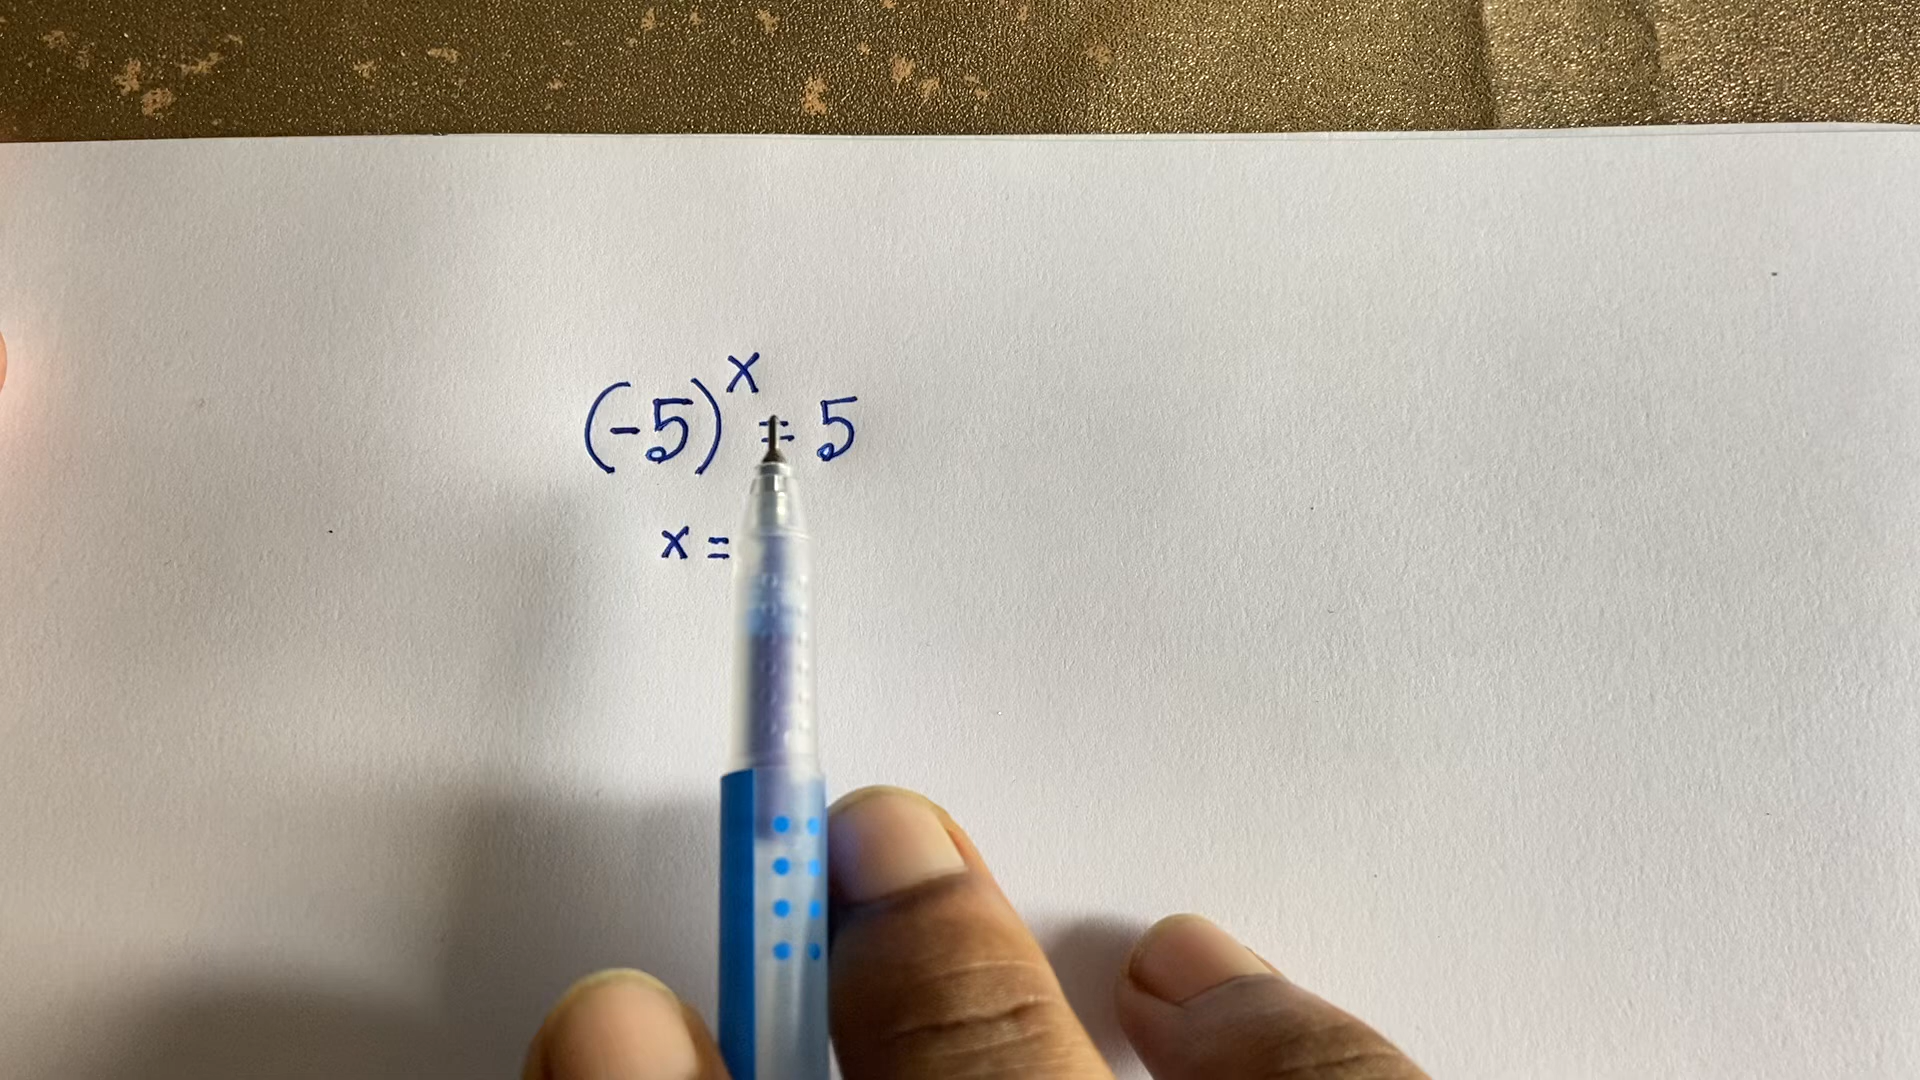 (-5)^x = 5
x =